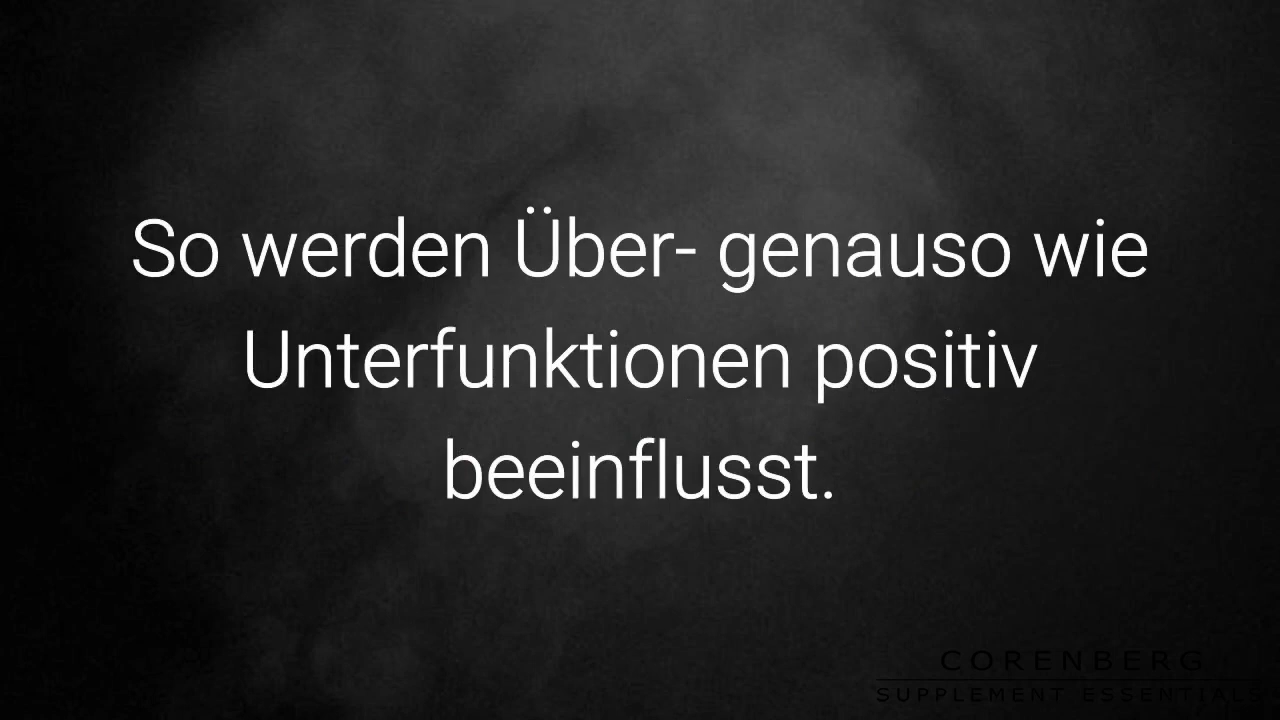 So werden Über- genauso wie
Unterfunktionen positiv
beeinflusst.
CORENBERG
SUPPLEMENT ESSENTIALS